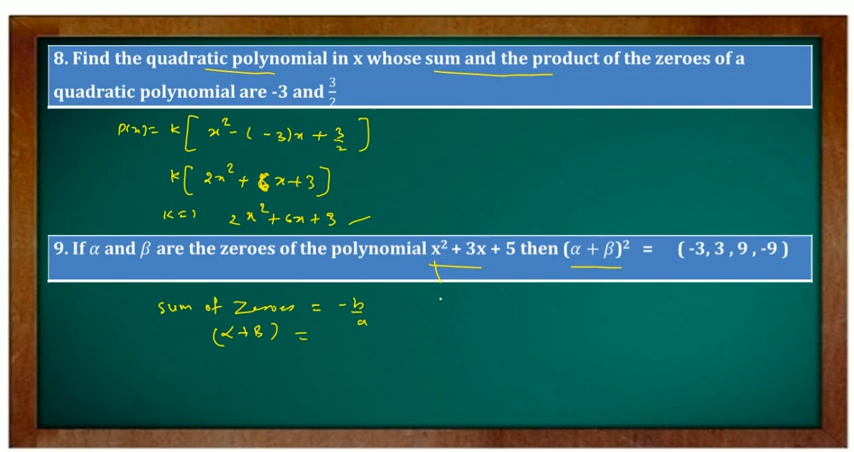 8. Find the quadratic polynomial in x whose sum and the product of the zeroes of a
quadratic polynomial are -3 and 3/2
P(x)= K[x² - (-3)x + 3/2]
K[2x² + 6x+3]
K=1 2x²+6x+3
9. If α and β are the zeroes of the polynomial x² + 3x + 5 then (α + β)² = (-3, 3 , 9 , -9 )
sum of zeroes = -b/a
(α+β) =